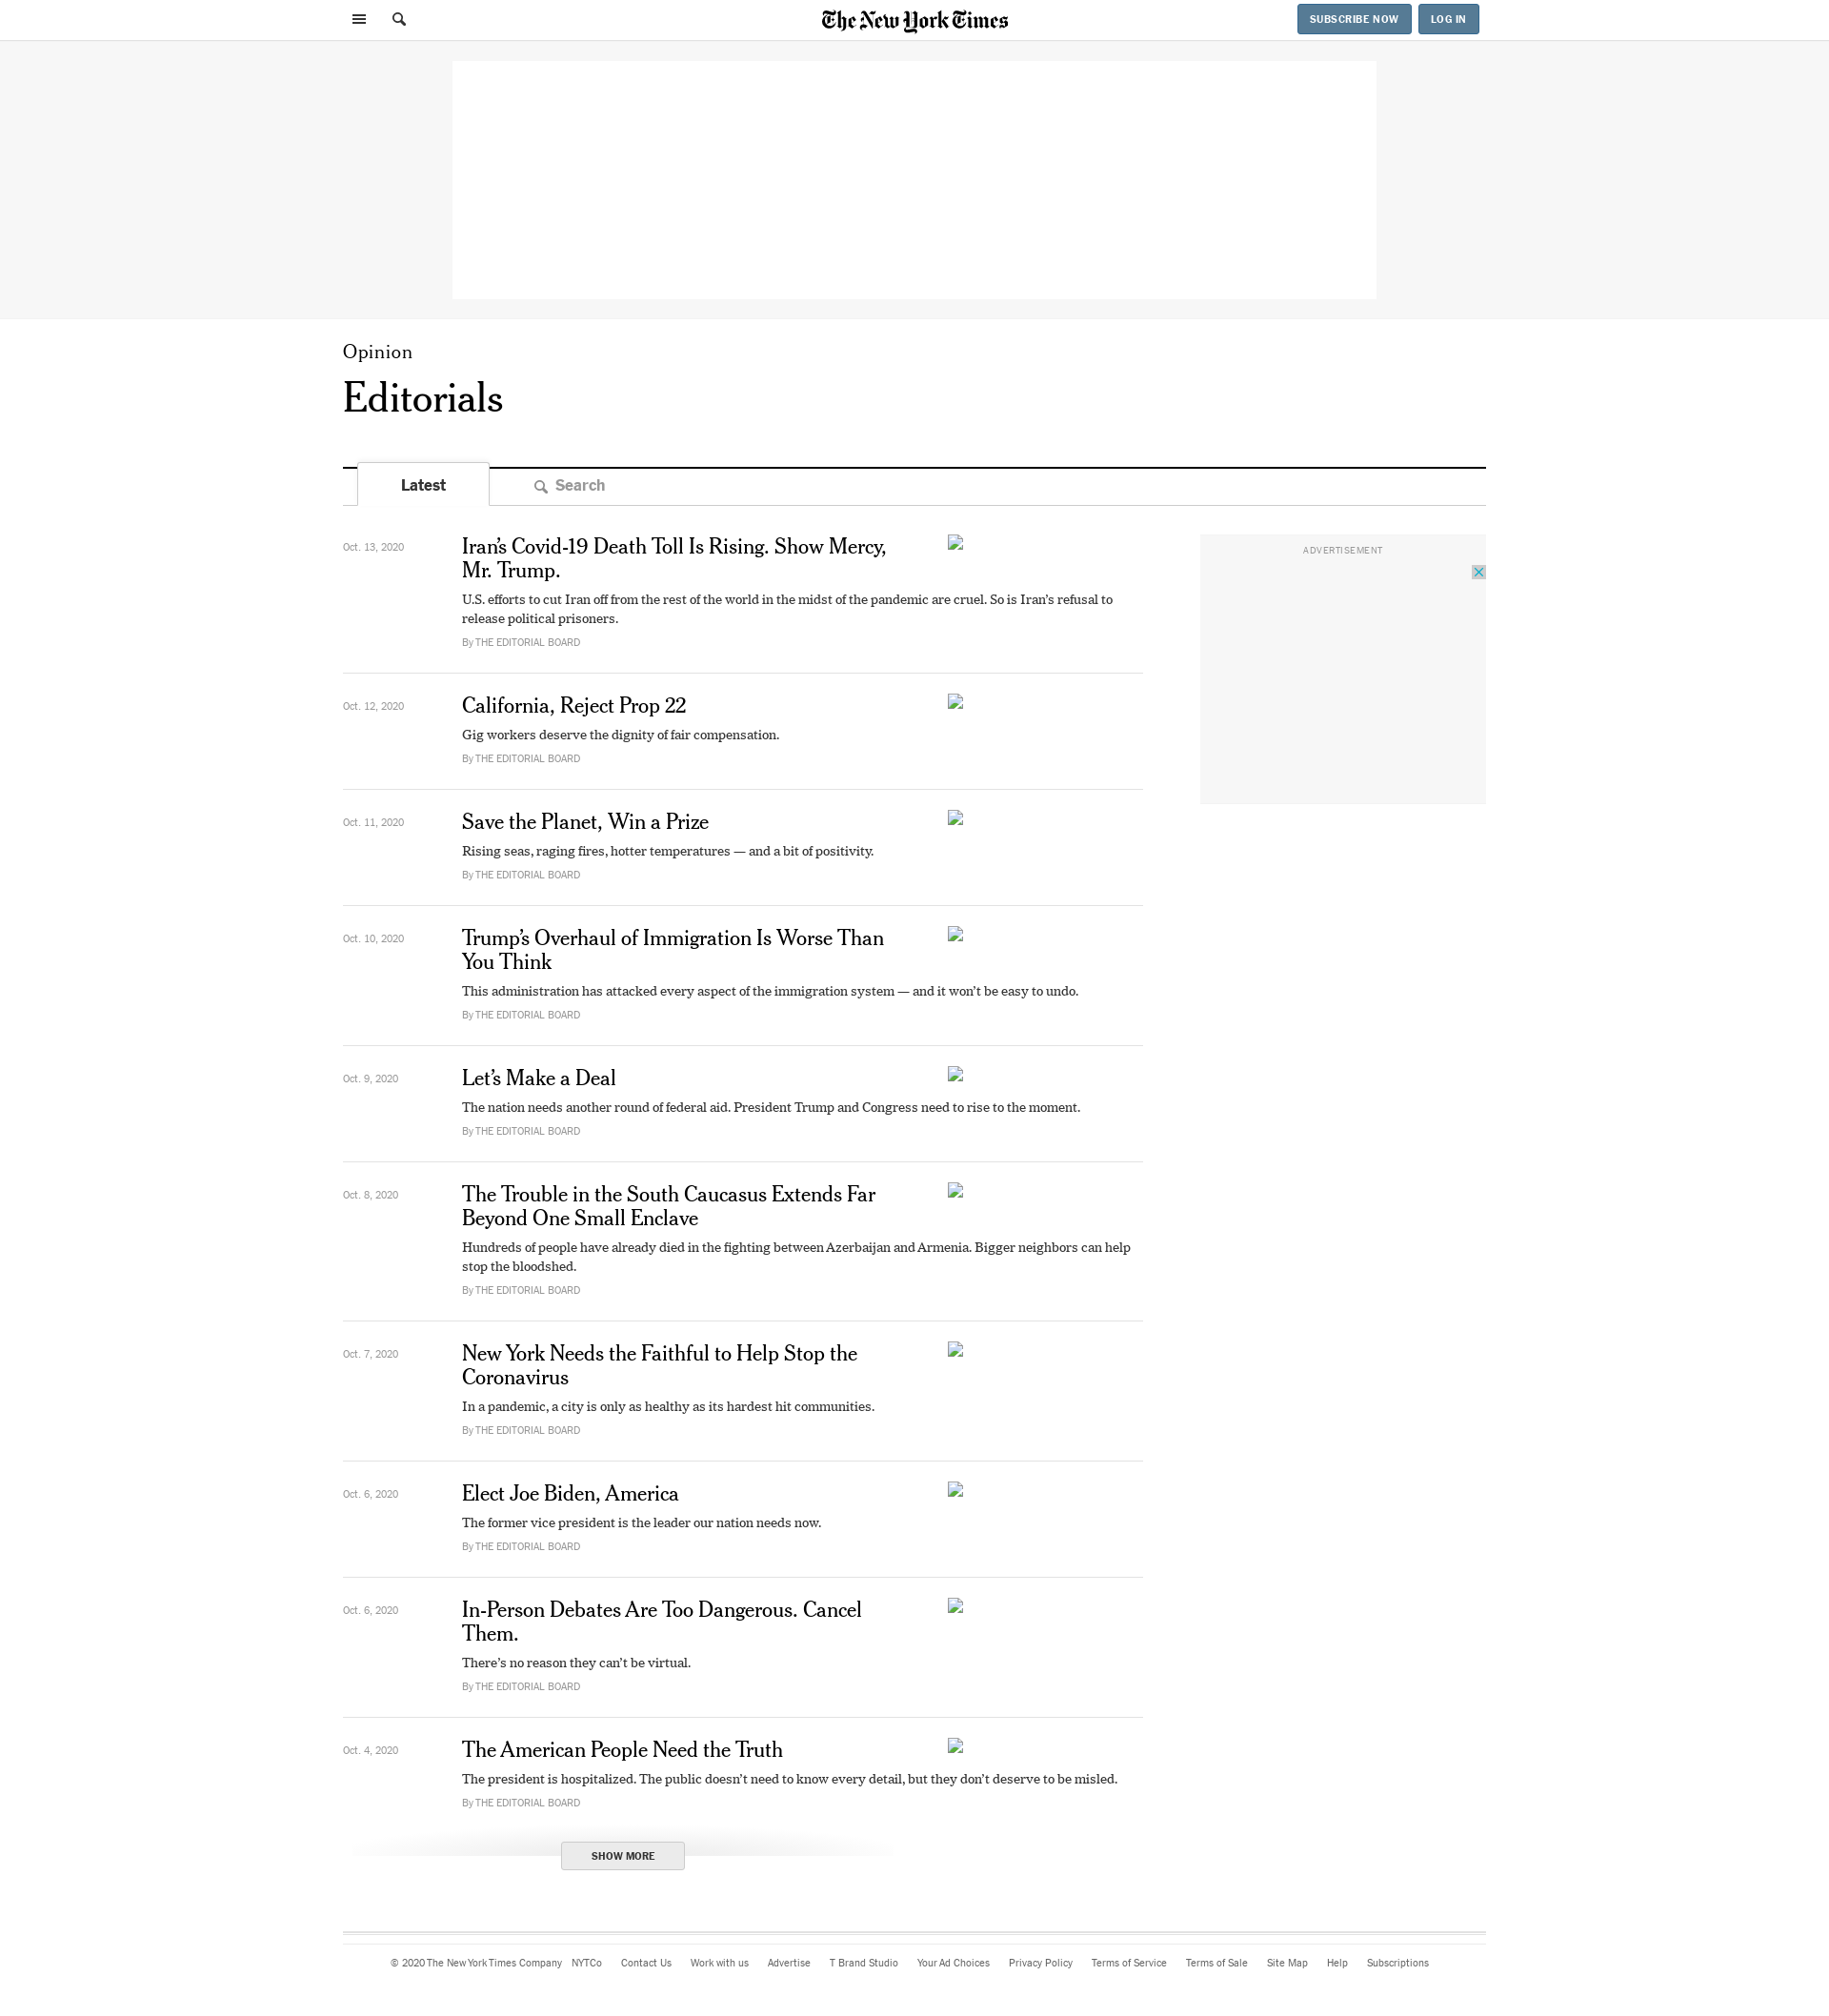 The New York Times
SUBSCRIBE NOW
LOG IN
Opinion
Editorials
Latest
Search
Oct. 13, 2020
Iran’s Covid-19 Death Toll Is Rising. Show Mercy,
Mr. Trump.
U.S. efforts to cut Iran off from the rest of the world in the midst of the pandemic are cruel. So is Iran’s refusal to
release political prisoners.
By THE EDITORIAL BOARD
ADVERTISEMENT
Oct. 12, 2020
California, Reject Prop 22
Gig workers deserve the dignity of fair compensation.
By THE EDITORIAL BOARD
Oct. 11, 2020
Save the Planet, Win a Prize
Rising seas, raging fires, hotter temperatures — and a bit of positivity.
By THE EDITORIAL BOARD
Oct. 10, 2020
Trump’s Overhaul of Immigration Is Worse Than
You Think
This administration has attacked every aspect of the immigration system — and it won’t be easy to undo.
By THE EDITORIAL BOARD
Oct. 9, 2020
Let’s Make a Deal
The nation needs another round of federal aid. President Trump and Congress need to rise to the moment.
By THE EDITORIAL BOARD
Oct. 8, 2020
The Trouble in the South Caucasus Extends Far
Beyond One Small Enclave
Hundreds of people have already died in the fighting between Azerbaijan and Armenia. Bigger neighbors can help
stop the bloodshed.
By THE EDITORIAL BOARD
Oct. 7, 2020
New York Needs the Faithful to Help Stop the
Coronavirus
In a pandemic, a city is only as healthy as its hardest hit communities.
By THE EDITORIAL BOARD
Oct. 6, 2020
Elect Joe Biden, America
The former vice president is the leader our nation needs now.
By THE EDITORIAL BOARD
Oct. 6, 2020
In-Person Debates Are Too Dangerous. Cancel
Them.
There’s no reason they can’t be virtual.
By THE EDITORIAL BOARD
Oct. 4, 2020
The American People Need the Truth
The president is hospitalized. The public doesn’t need to know every detail, but they don’t deserve to be misled.
By THE EDITORIAL BOARD
SHOW MORE
© 2020 The New York Times Company NYTCo Contact Us Work with us Advertise T Brand Studio Your Ad Choices Privacy Policy Terms of Service Terms of Sale Site Map Help Subscriptions